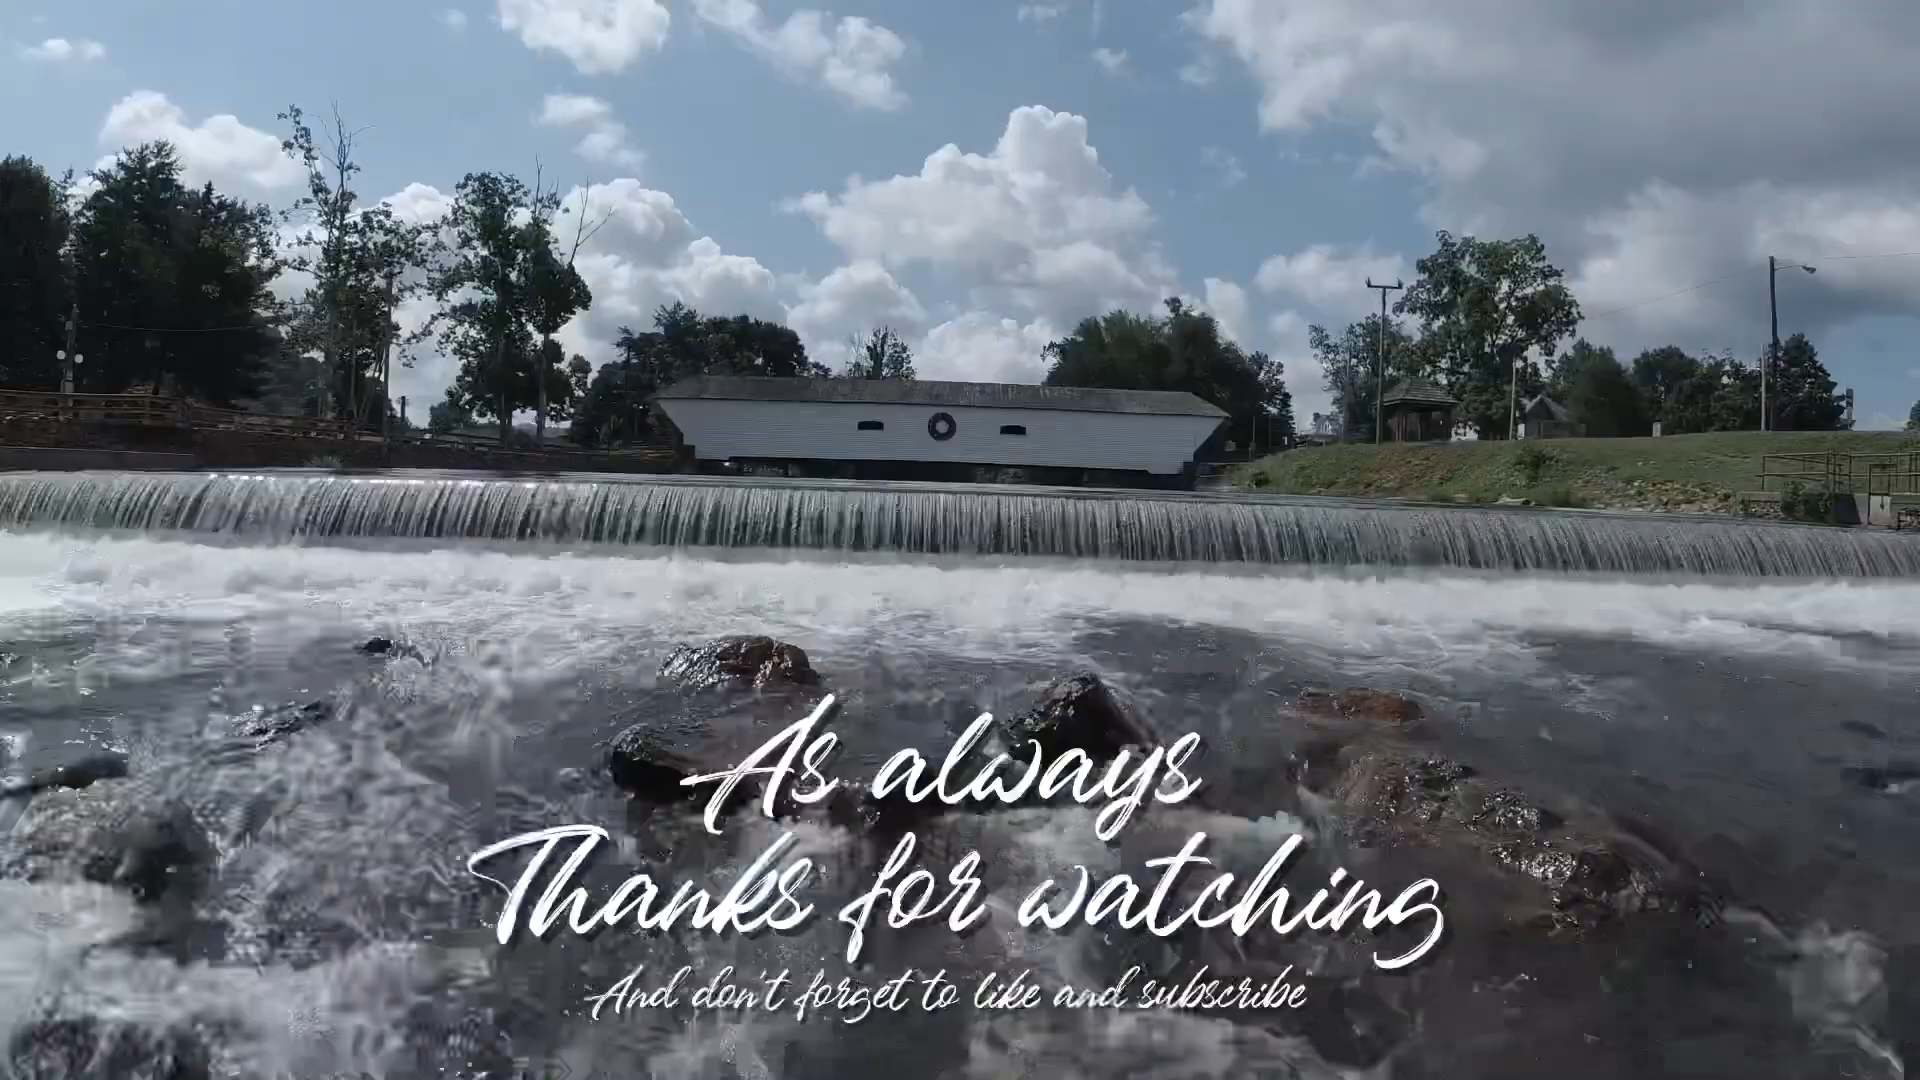 As always
Thanks for watching
And don't forget to like and subscribe